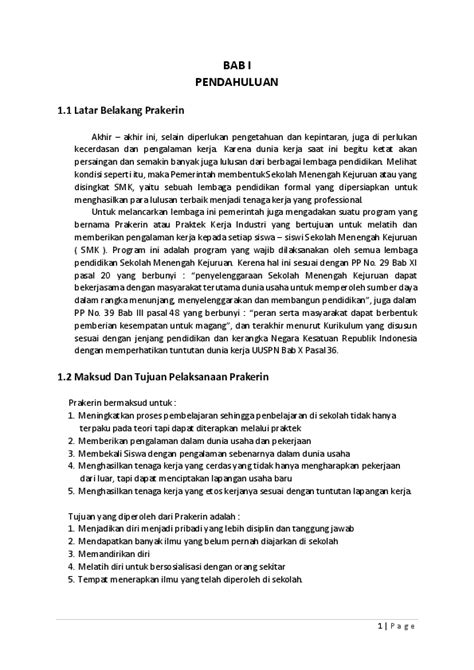 BAB I
PENDAHULUAN
1.1 Latar Belakang Prakerin
Akhir – akhir ini, selain diperlukan pengetahuan dan kepintaran, juga di perlukan
kecerdasan dan pengalaman kerja. Karena dunia kerja saat ini begitu ketat akan
persaingan dan semakin banyak juga lulusan dari berbagai lembaga pendidikan. Melihat
kondisi seperti itu, maka Pemerintah membentuk Sekolah Menengah Kejuruan atau yang
disingkat SMK, yaitu sebuah lembaga pendidikan formal yang dipersiapkan untuk
menghasilkan para lulusan terbaik menjadi tenaga kerja yang professional.
Untuk melancarkan lembaga ini pemerintah juga mengadakan suatu program yang
bernama Prakerin atau Praktek Kerja Industri yang bertujuan untuk melatih dan
memberikan pengalaman kerja kepada setiap siswa – siswi Sekolah Menengah Kejuruan
( SMK ). Program ini adalah program yang wajib dilaksanakan oleh semua lembaga
pendidikan Sekolah Menengah Kejuruan. Kerena hal ini sesuai dengan PP No. 29 Bab XI
pasal 20 yang berbunyi : “penyelenggaraan Sekolah Menengah Kejuruan dapat
bekerjasama dengan masyarakat terutama dunia usaha untuk memperoleh sumber daya
dalam rangka menunjang, menyelenggarakan dan membangun pendidikan”, juga dalam
PP No. 39 Bab III pasal 48 yang berbunyi : “peran serta masyarakat dapat berbentuk
pemberian kesempatan untuk magang”, dan terakhir menurut Kurikulum yang disusun
sesuai dengan jenjang pendidikan dan kerangka Negara Kesatuan Republik Indonesia
dengan memperhatikan tuntutan dunia kerja UUSPN Bab X Pasal 36.
1.2 Maksud Dan Tujuan Pelaksanaan Prakerin
Prakerin bermaksud untuk :
1. Meningkatkan proses pembelajaran sehingga penbelajaran di sekolah tidak hanya
terpaku pada teori tapi dapat diterapkan melalui praktek
2. Memberikan pengalaman dalam dunia usaha dan pekerjaan
3. Membekali Siswa dengan pengalaman sebenarnya dalam dunia usaha
4. Menghasilkan tenaga kerja yang cerdas yang tidak hanya mengharapkan pekerjaan
dari luar, tapi dapat menciptakan lapangan usaha baru
5. Menghasilkan tenaga kerja yang etos kerjanya sesuai dengan tuntutan lapangan kerja.
Tujuan yang diperoleh dari Prakerin adalah :
1. Menjadikan diri menjadi pribadi yang lebih disiplin dan tanggung jawab
2. Mendapatkan banyak ilmu yang belum pernah diajarkan di sekolah
3. Memandirikan diri
4. Melatih diri untuk bersosialisasi dengan orang sekitar
5. Tempat menerapkan ilmu yang telah diperoleh di sekolah.
1 | Page